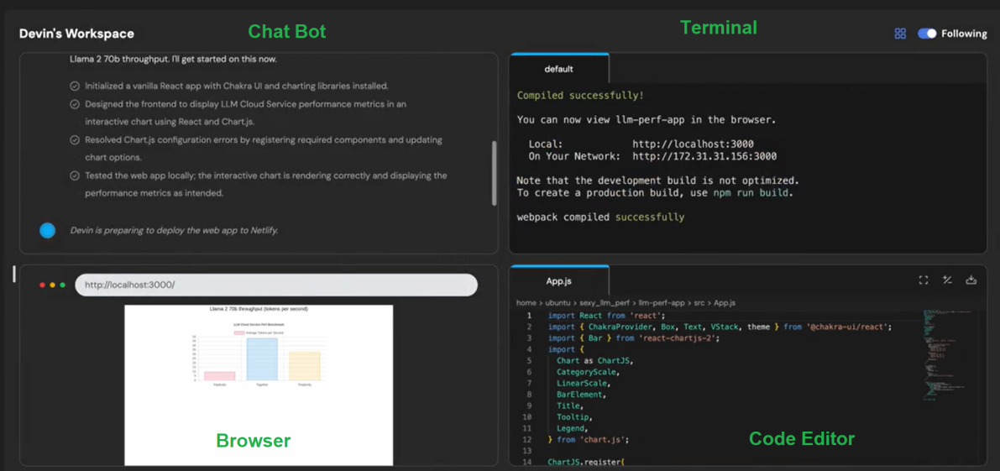 Devin's Workspace
Chat Bot
Terminal
Following
Llama 2 70b throughput. I'll get started on this now.
Initialized a vanilla React app with Chakra UI and charting libraries installed.
Designed the frontend to display LLM Cloud Service performance metrics in an
interactive chart using React and Chart.js.
Resolved Chart.js configuration errors by registering required components and updating
chart options.
Tested the web app locally; the interactive chart is rendering correctly and displaying the
performance metrics as intended.
Devin is preparing to deploy the web app to Netlify.
default
Compiled successfully!
You can now view llm-perf-app in the browser.
Local: http://localhost:3000
On Your Network: http://172.31.31.156:3000
Note that the development build is not optimized.
To create a production build, use npm run build.
webpack compiled successfully
http://localhost:3000/
Llama 2 70b throughput (tokens per second)
LLM Cloud Service Perf Benchmark
Average Tokens per Second
Together
Perplexity
Browser
App.js
home > ubuntu > sexy_llm_perf > llm-perf-app > src > App.js
1 import React from 'react';
2 import { ChakraProvider, Box, Text, VStack, theme } from '@chakra-ui/react';
3 import { Bar } from 'react-chartjs-2';
4 import {
5 Chart as ChartJS,
6 CategoryScale,
7 LinearScale,
8 BarElement,
9 Title,
10 Tooltip,
11 Legend,
12 } from 'chart.js';
13
14 ChartJS.register(
Code Editor